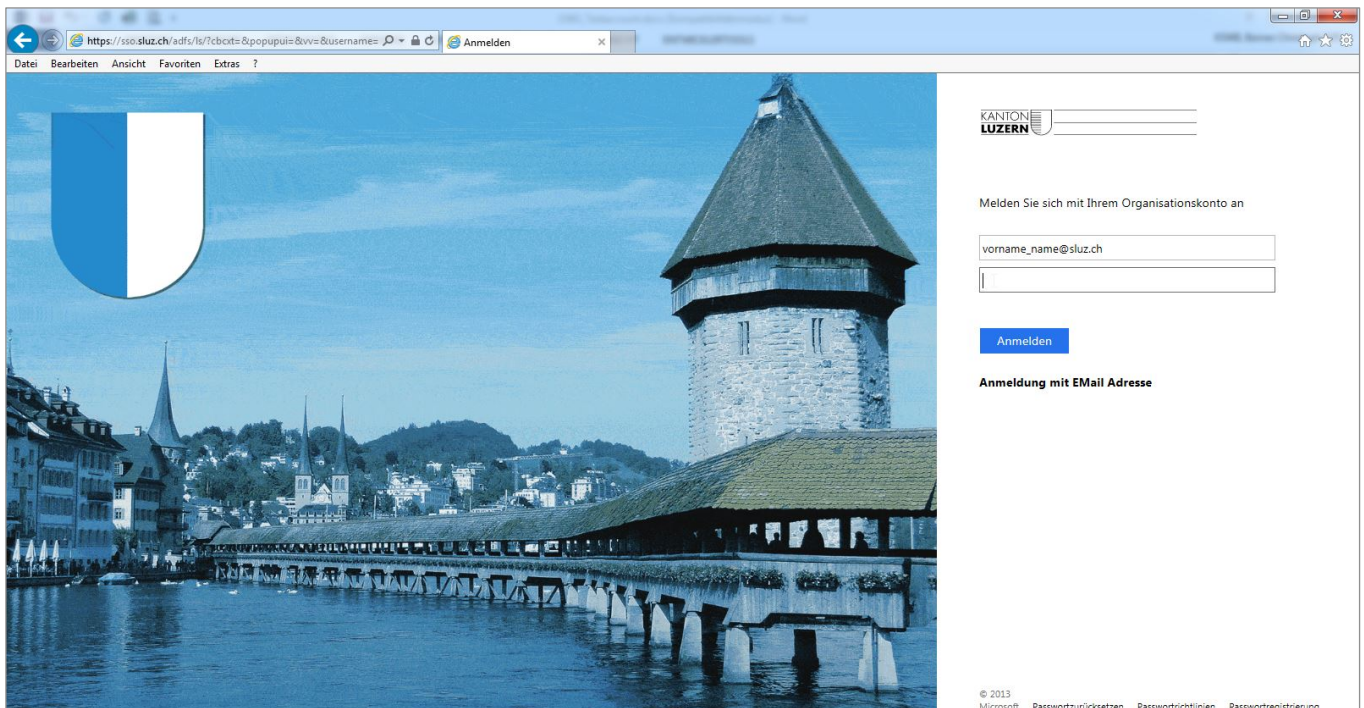 https://sso.sluz.ch/adfs/ls/?cbcxt=&popupui=&vv=&username=
Anmelden
Datei Bearbeiten Ansicht Favoriten Extras ?
KANTON
LUZERN
Melden Sie sich mit Ihrem Organisationskonto an
vorname_name@sluz.ch
Anmelden
Anmeldung mit EMail Adresse
© 2013
Microsoft Passwortzurücksetzen Passwortrichtlinien Passwortregistrierung